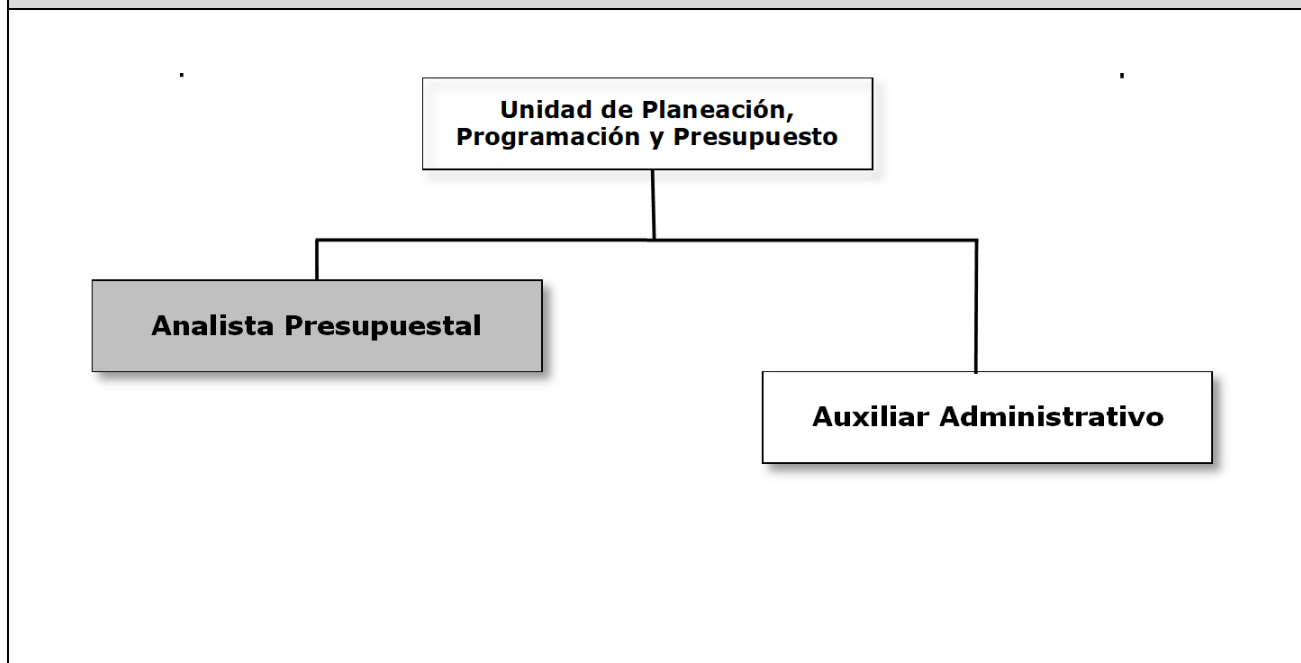 Unidad de Planeación,
Programación y Presupuesto
Analista Presupuestal
Auxiliar Administrativo